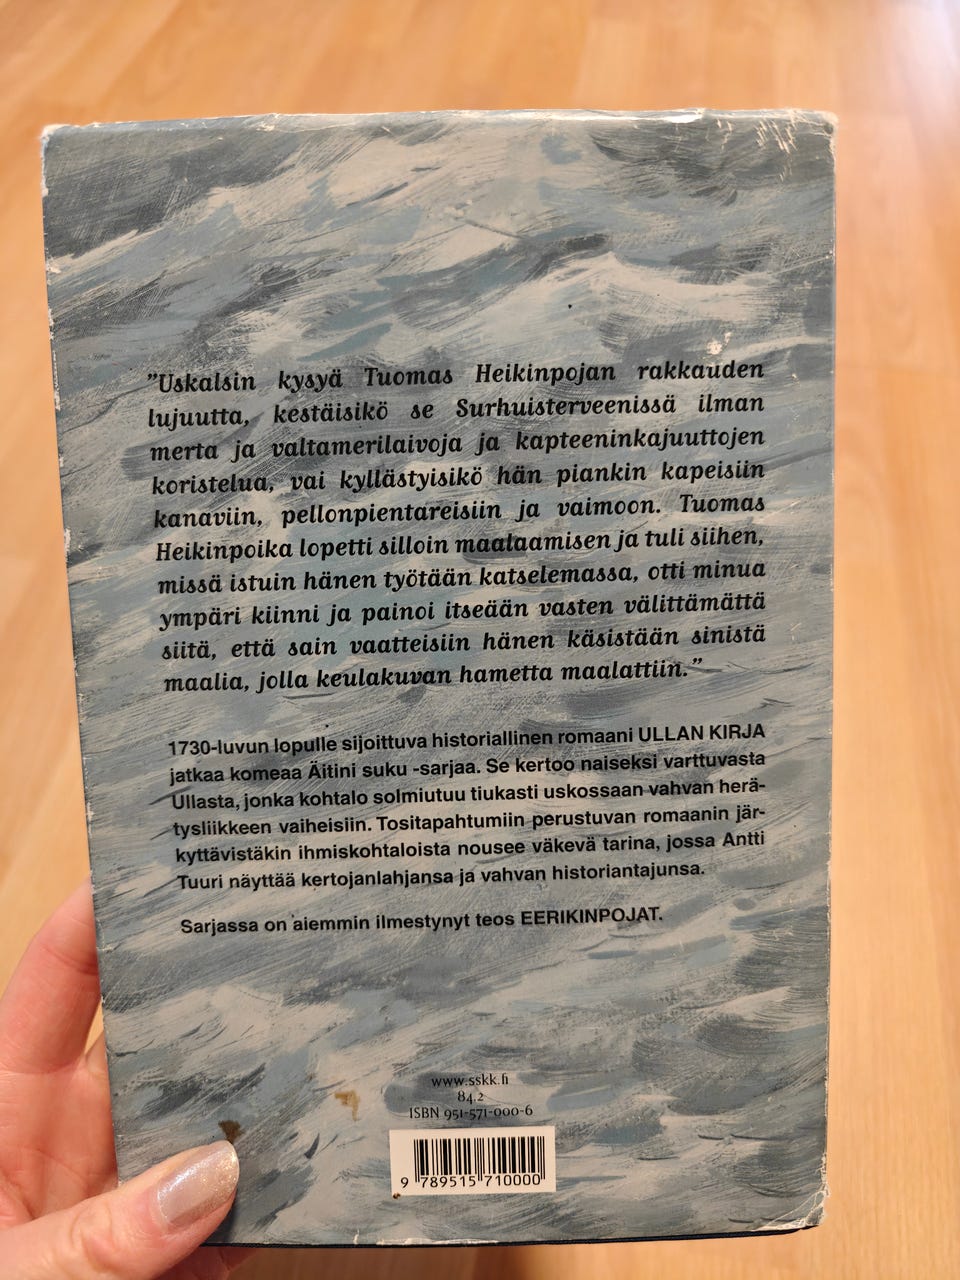 ”Uskalsin kysyä Tuomas Heikinpojan rakkauden
lujuutta, kestäisikö se Surhuisterveenissä ilman
merta ja valtamerilaivoja ja kapteeninkajuuttojen
koristelua, vai kyllästyisikö hän piankin kapeisiin
kanaviin, pellonpientareisiin ja vaimoon. Tuomas
Heikinpoika lopetti silloin maalaamisen ja tuli siihen,
missä istuin hänen työtään katselemassa, otti minua
ympäri kiinni ja painoi itseään vasten välittämättä
siitä, että sain vaatteisiin hänen käsistään sinistä
maalia, jolla keulakuvan hametta maalattiin.”
1730-luvun lopulle sijoittuva historiallinen romaani ULLAN KIRJA
jatkaa komeaa Äitini suku -sarjaa. Se kertoo naiseksi varttuvasta
Ullasta, jonka kohtalo solmiutuu tiukasti uskossaan vahvan herä-
tysliikkeen vaiheisiin. Tositapahtumiin perustuvan romaanin jär-
kyttävistäkin ihmiskohtaloista nousee väkevä tarina, jossa Antti
Tuuri näyttää kertojanlahjansa ja vahvan historiantajunsa.
Sarjassa on aiemmin ilmestynyt teos EERIKINPOJAT.
www.sskk.fi
84.2
ISBN 951-571-000-6
9 789515 710000